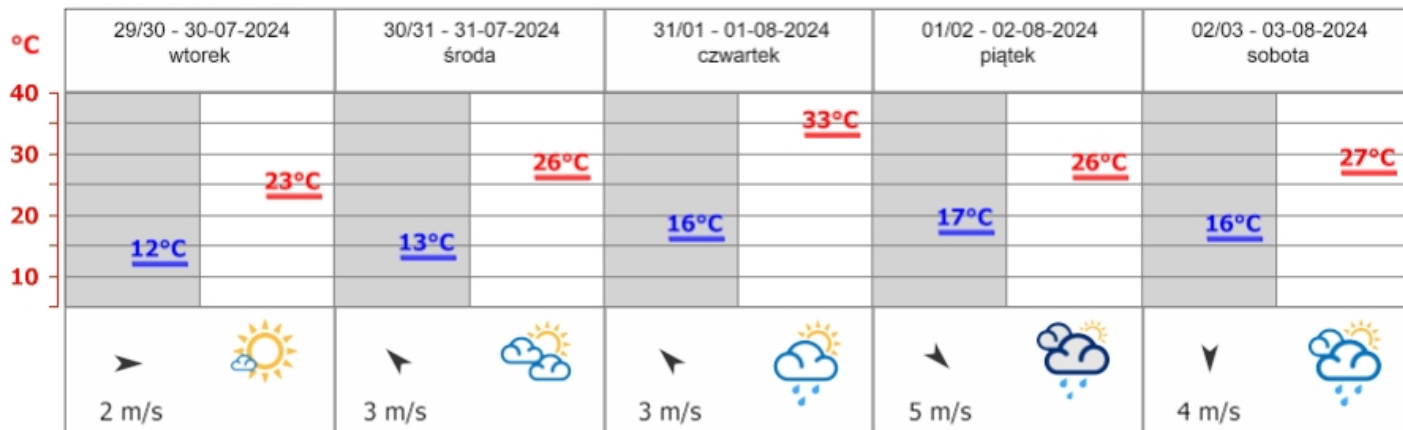 °C
29/30 - 30-07-2024
wtorek
30/31 - 31-07-2024
środa
31/01 - 01-08-2024
czwartek
01/02 - 02-08-2024
piątek
02/03 - 03-08-2024
sobota
40
30
20
10
12°C
23°C
13°C
26°C
16°C
33°C
17°C
26°C
16°C
27°C
2 m/s
3 m/s
3 m/s
5 m/s
4 m/s